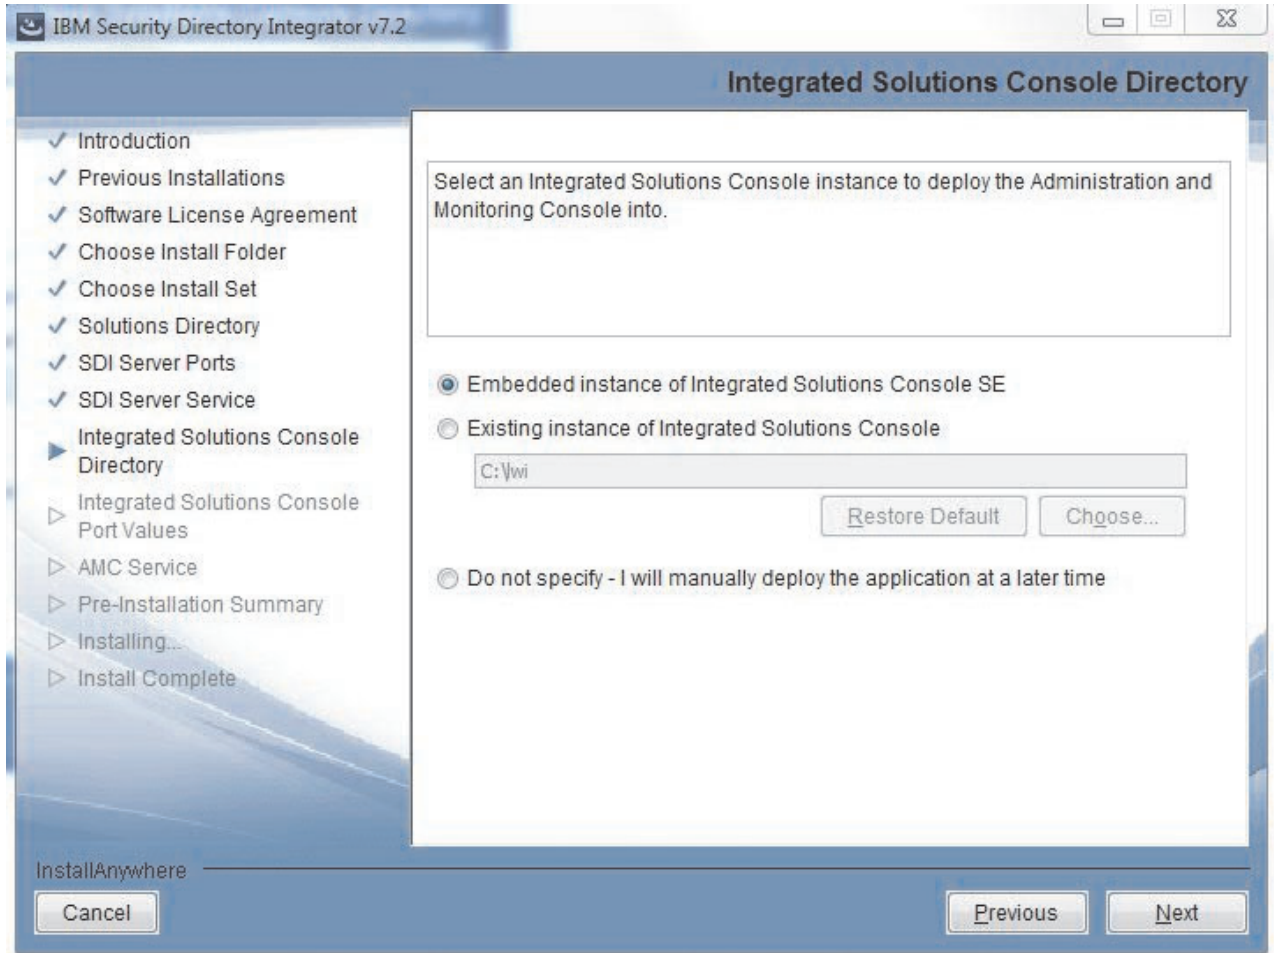 IBM Security Directory Integrator v7.2
Integrated Solutions Console Directory
Introduction
Previous Installations
Software License Agreement
Choose Install Folder
Choose Install Set
Solutions Directory
SDI Server Ports
SDI Server Service
Integrated Solutions Console
Directory
Integrated Solutions Console
Port Values
AMC Service
Pre-Installation Summary
Installing...
Install Complete
Select an Integrated Solutions Console instance to deploy the Administration and
Monitoring Console into.
Embedded instance of Integrated Solutions Console SE
Existing instance of Integrated Solutions Console
C:\lwi
Restore Default
Choose...
Do not specify - I will manually deploy the application at a later time
InstallAnywhere
Cancel
Previous
Next